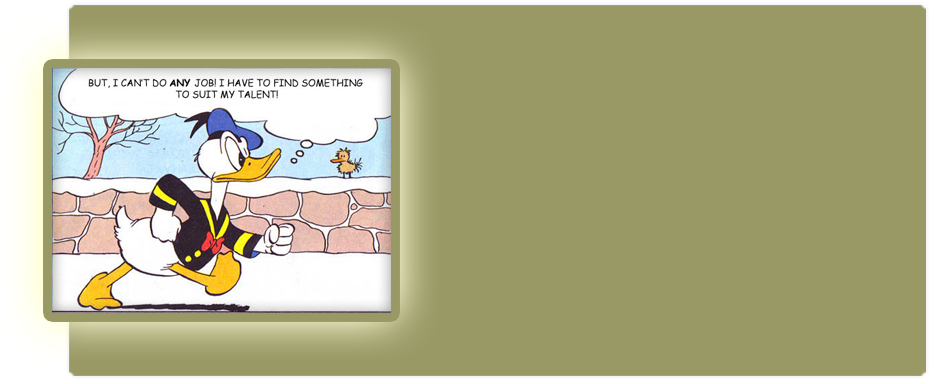 BUT, I CAN'T DO ANY JOB! I HAVE TO FIND SOMETHING
TO SUIT MY TALENT!